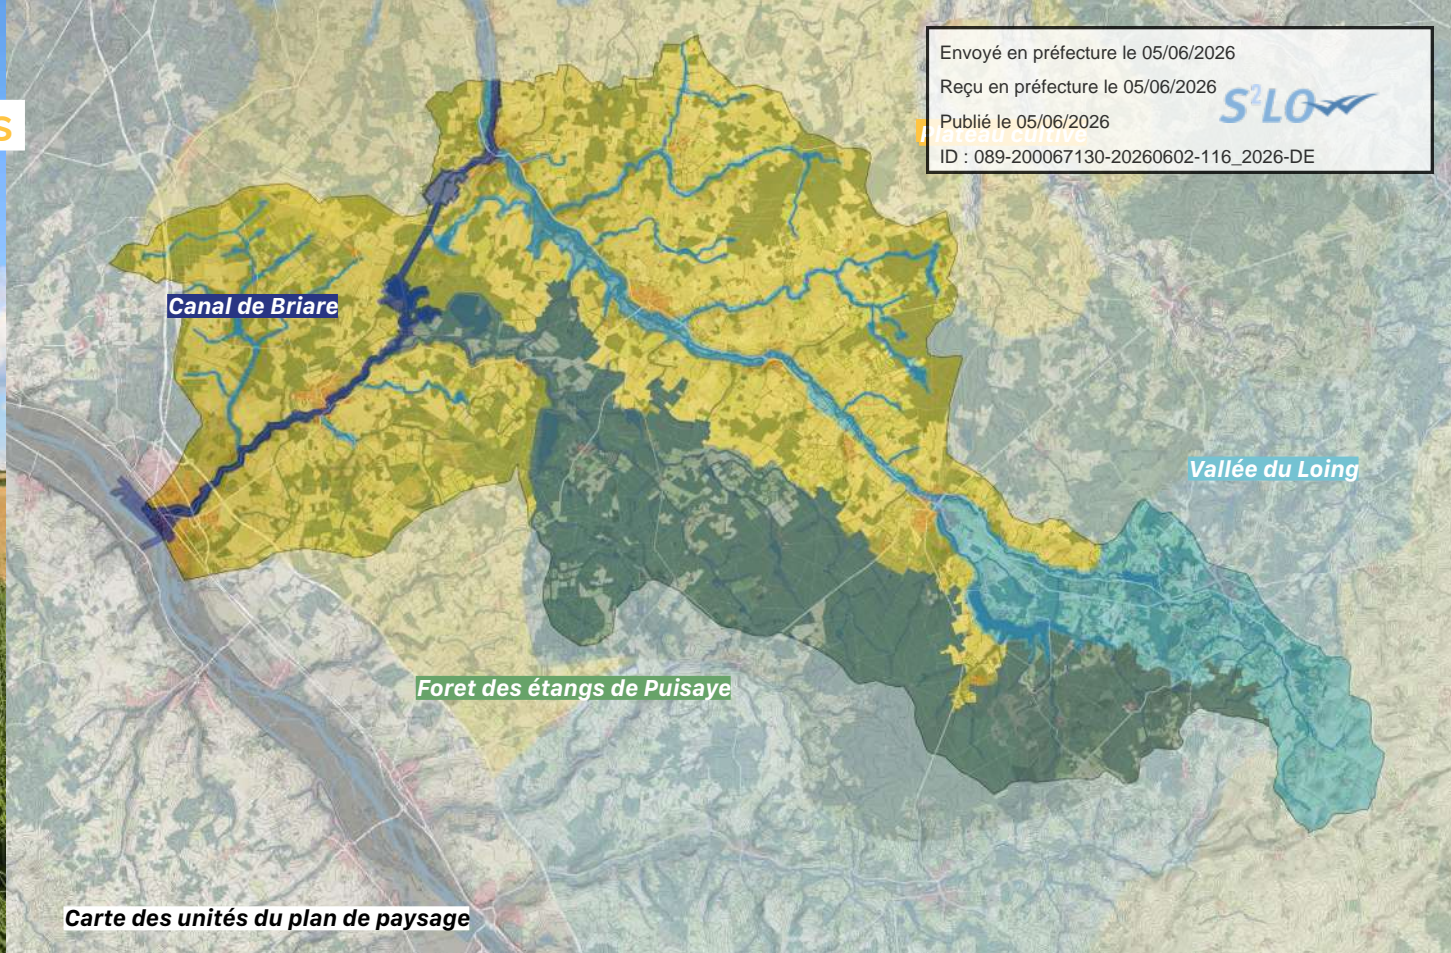 Envoyé en préfecture le 05/06/2026
Reçu en préfecture le 05/06/2026
S²LO
Publié le 05/06/2026
Plateau cultivé
ID : 089-200067130-20260602-116_2026-DE
S
Canal de Briare
Vallée du Loing
Foret des étangs de Puisaye
Carte des unités du plan de paysage